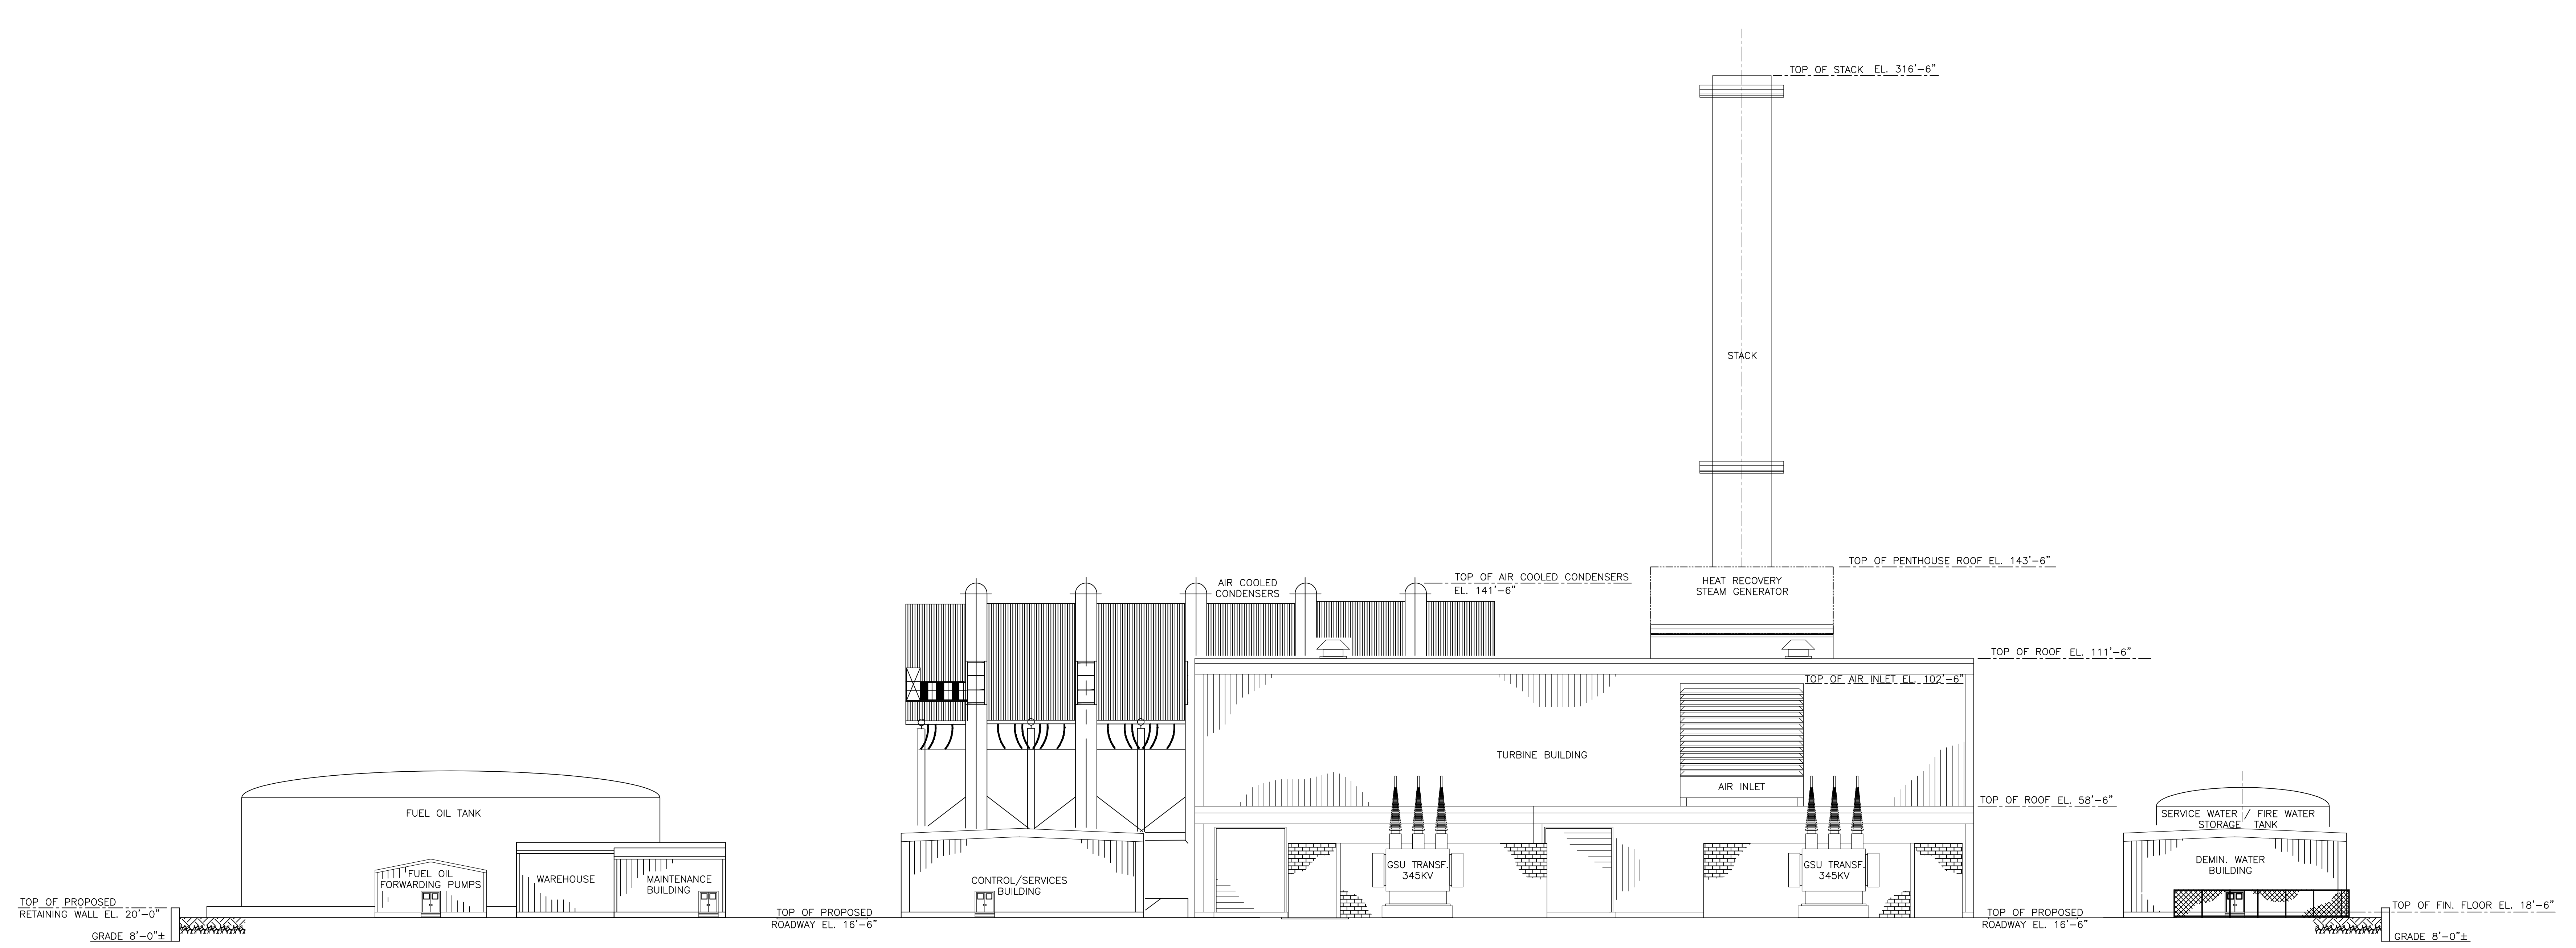 TOP OF STACK EL. 316'-6"
STACK
TOP OF PENTHOUSE ROOF EL. 143'-6"
HEAT RECOVERY
STEAM GENERATOR
AIR COOLED
CONDENSERS
TOP OF AIR COOLED CONDENSERS
EL. 141'-6"
TOP OF ROOF EL. 111'-6"
TOP OF AIR INLET EL. 102'-6"
TURBINE BUILDING
AIR INLET
TOP OF ROOF EL. 58'-6"
FUEL OIL TANK
SERVICE WATER / FIRE WATER
STORAGE TANK
FUEL OIL
FORWARDING PUMPS
WAREHOUSE
MAINTENANCE
BUILDING
CONTROL/SERVICES
BUILDING
GSU TRANSF.
345KV
GSU TRANSF.
345KV
DEMIN. WATER
BUILDING
TOP OF PROPOSED
RETAINING WALL EL. 20'-0"
GRADE 8'-0"±
TOP OF PROPOSED
ROADWAY EL. 16'-6"
TOP OF PROPOSED
ROADWAY EL. 16'-6"
TOP OF FIN. FLOOR EL. 18'-6"
GRADE 8'-0"±